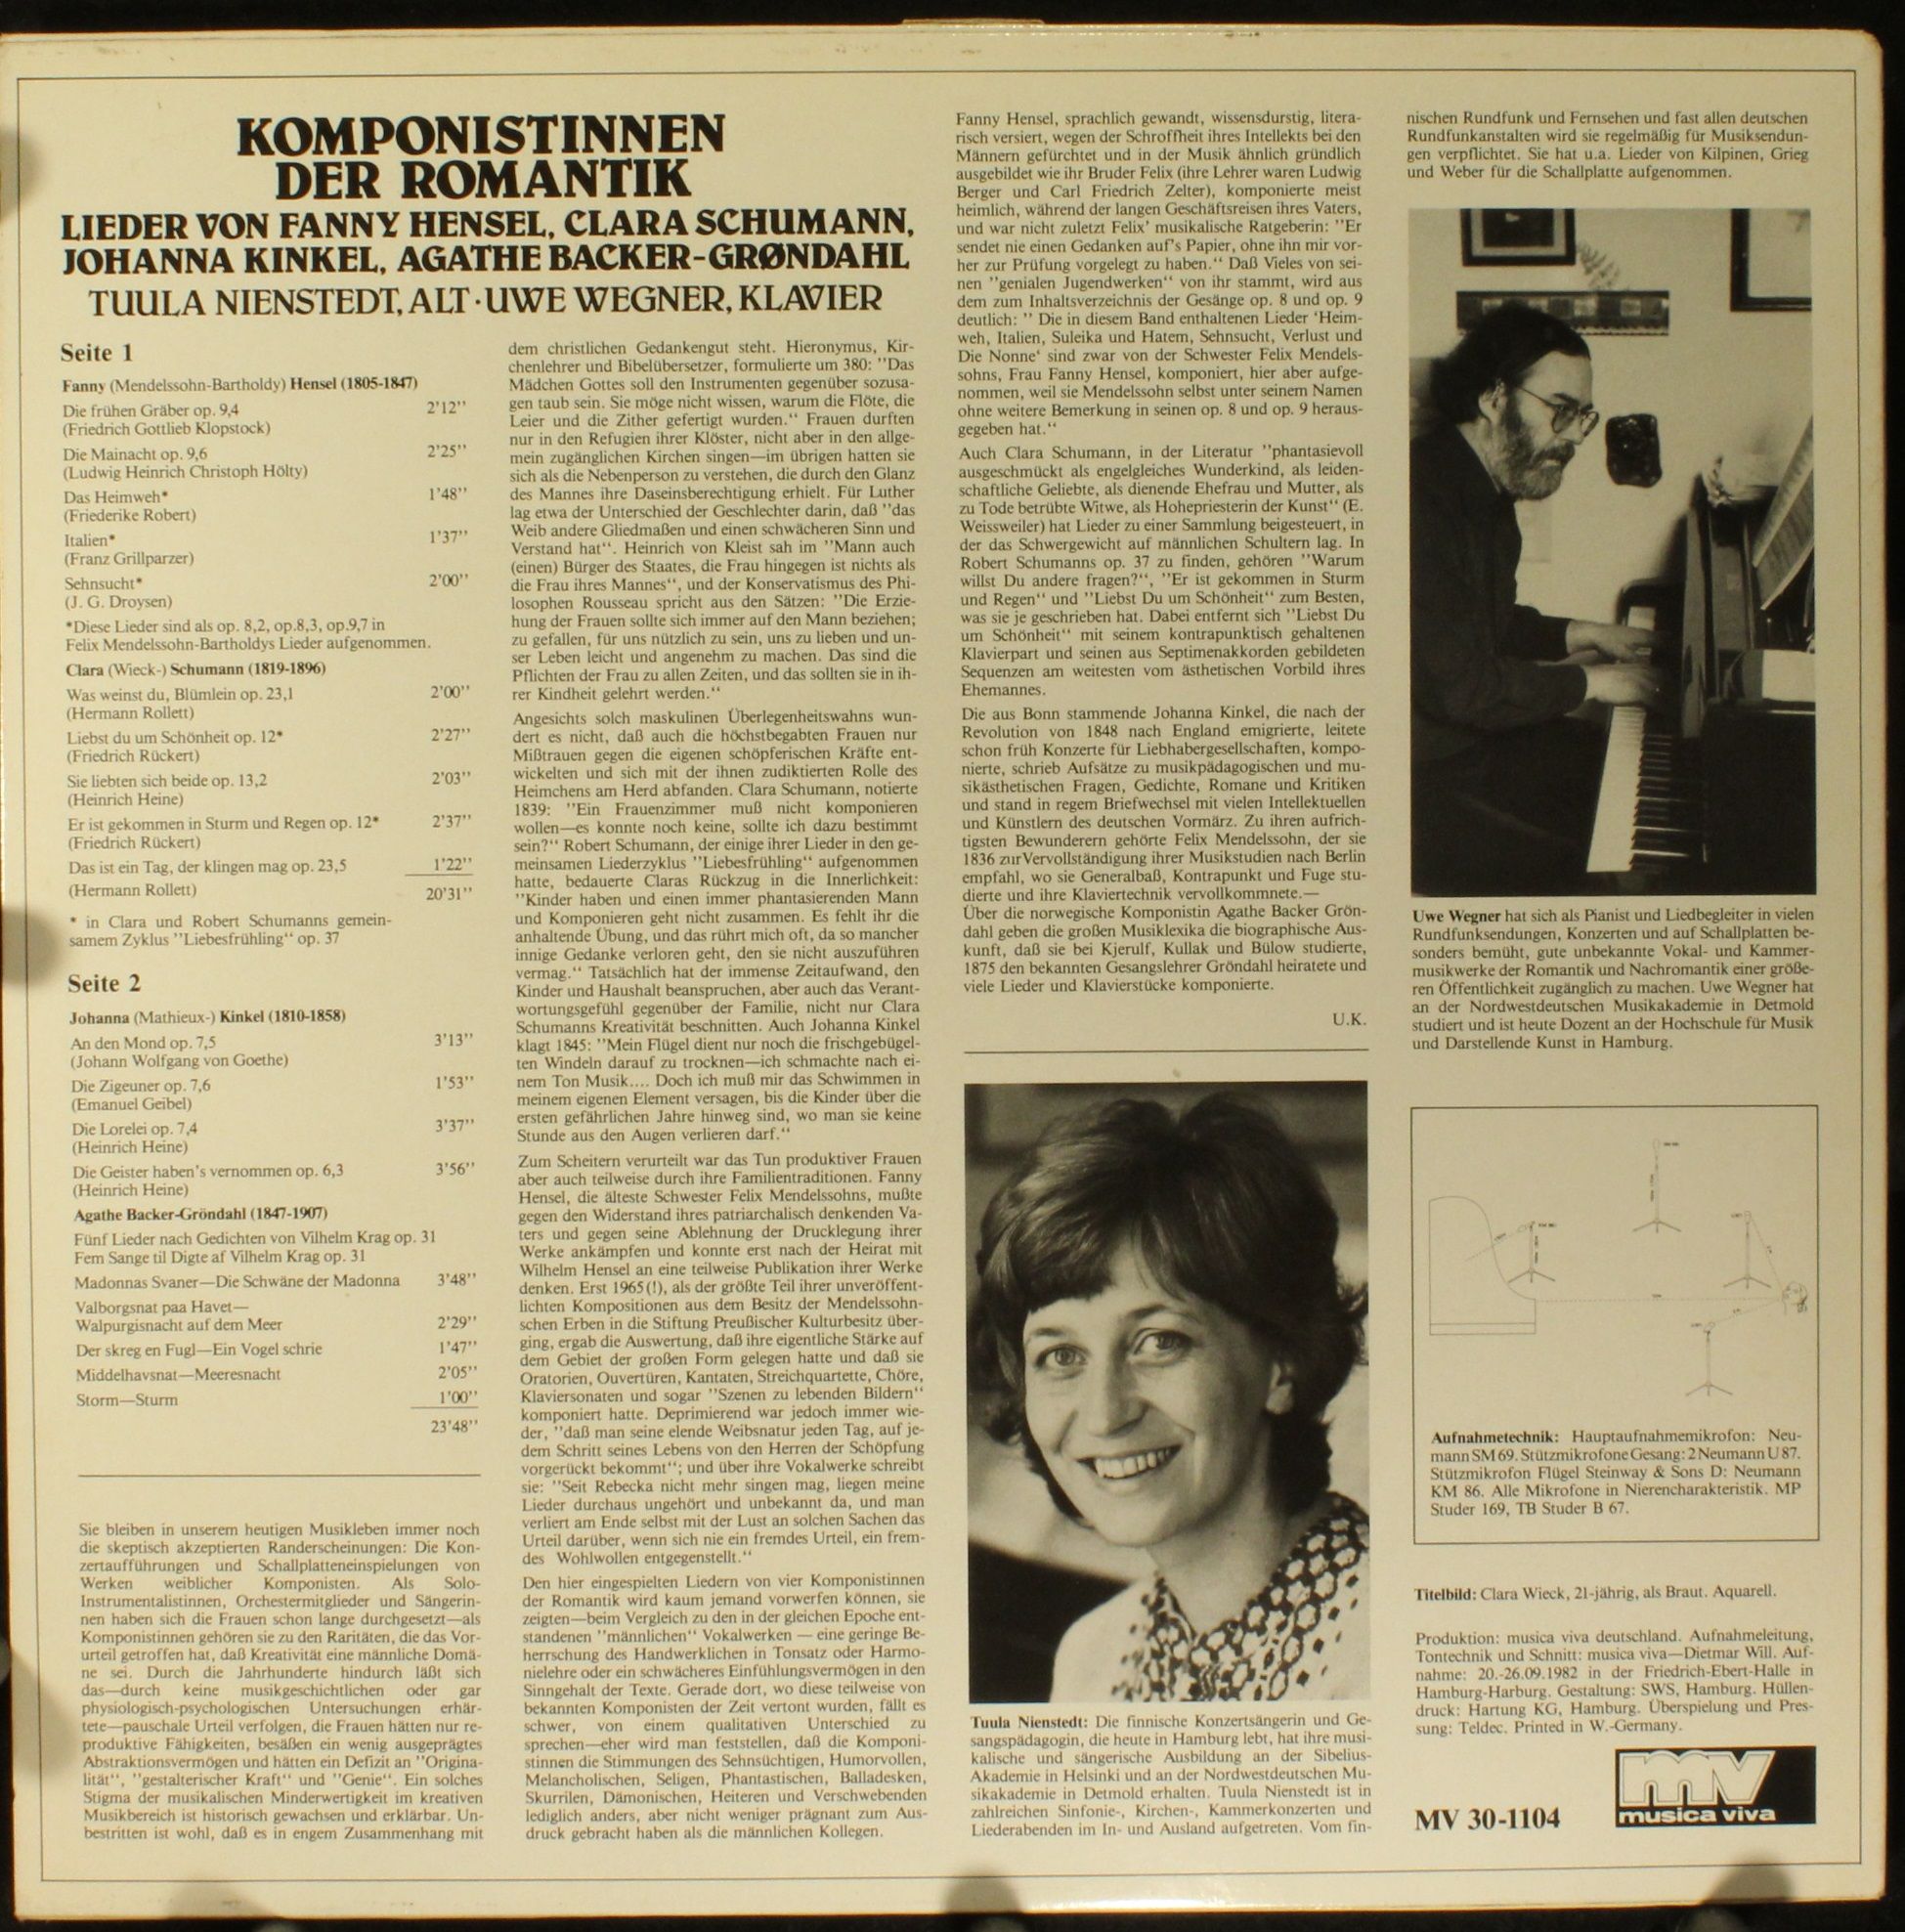 KOMPONISTINNEN
DER ROMANTIK
LIEDER VON FANNY HENSEL, CLARA SCHUMANN,
JOHANNA KINKEL, AGATHE BACKER-GRØNDAHL
TUULA NIENSTEDT, ALT · UWE WEGNER, KLAVIER
Seite 1
Fanny (Mendelssohn-Bartholdy) Hensel (1805-1847)
Die frühen Gräber op. 9,4 2'12''
(Friedrich Gottlieb Klopstock)
Die Mainacht op. 9,6 2'25''
(Ludwig Heinrich Christoph Hölty)
Das Heimweh* 1'48''
(Friederike Robert)
Italien* 1'37''
(Franz Grillparzer)
Sehnsucht* 2'00''
(J. G. Droysen)
*Diese Lieder sind als op. 8,2, op.8,3, op.9,7 in
Felix Mendelssohn-Bartholdys Lieder aufgenommen.
Clara (Wieck-) Schumann (1819-1896)
Was weinst du, Blümlein op. 23,1 2'00''
(Hermann Rollett)
Liebst du um Schönheit op. 12* 2'27''
(Friedrich Rückert)
Sie liebten sich beide op. 13,2 2'03''
(Heinrich Heine)
Er ist gekommen in Sturm und Regen op. 12* 2'37''
(Friedrich Rückert)
Das ist ein Tag, der klingen mag op. 23,5 1'22''
(Hermann Rollett) 20'31''
* in Clara und Robert Schumanns gemein-
samem Zyklus ''Liebesfrühling“ op. 37
Seite 2
Johanna (Mathieux-) Kinkel (1810-1858)
An den Mond op. 7,5 3'13''
(Johann Wolfgang von Goethe)
Die Zigeuner op. 7,6 1'53''
(Emanuel Geibel)
Die Lorelei op. 7,4 3'37''
(Heinrich Heine)
Die Geister haben's vernommen op. 6,3 3'56''
(Heinrich Heine)
Agathe Backer-Gröndahl (1847-1907)
Fünf Lieder nach Gedichten von Vilhelm Krag op. 31
Fem Sange til Digte af Vilhelm Krag op. 31
Madonnas Svaner—Die Schwäne der Madonna 3'48''
Valborgsnat paa Havet—
Walpurgisnacht auf dem Meer 2'29''
Der skreg en Fugl—Ein Vogel schrie 1'47''
Middelhavsnat—Meeresnacht 2'05''
Storm—Sturm 1'00''
23'48''
Sie bleiben in unserem heutigen Musikleben immer noch
die skeptisch akzeptierten Randerscheinungen: Die Kon-
zertaufführungen und Schallplatteneinspielungen von
Werken weiblicher Komponisten. Als Solo-
Instrumentalistinnen, Orchestermitglieder und Sängerin-
nen haben sich die Frauen schon lange durchgesetzt—als
Komponistinnen gehören sie zu den Raritäten, die das Vor-
urteil getroffen hat, daß Kreativität eine männliche Domä-
ne sei. Durch die Jahrhunderte hindurch läßt sich
das—durch keine musikgeschichtlichen oder gar
physiologisch-psychologischen Untersuchungen erhär-
tete—pauschale Urteil verfolgen, die Frauen hätten nur re-
produktive Fähigkeiten, besäßen ein wenig ausgeprägtes
Abstraktionsvermögen und hätten ein Defizit an ''Origina-
lität“, ''gestalterischer Kraft“ und ''Genie“. Ein solches
Stigma der musikalischen Minderwertigkeit im kreativen
Musikbereich ist historisch gewachsen und erklärbar. Un-
bestritten ist wohl, daß es in engem Zusammenhang mit
dem christlichen Gedankengut steht. Hieronymus, Kir-
chenlehrer und Bibelübersetzer, formulierte um 380: ''Das
Mädchen Gottes soll den Instrumenten gegenüber sozusa-
gen taub sein. Sie möge nicht wissen, warum die Flöte, die
Leier und die Zither gefertigt wurden.“ Frauen durften
nur in den Refugien ihrer Klöster, nicht aber in den allge-
mein zugänglichen Kirchen singen—im übrigen hatten sie
sich als die Nebenperson zu verstehen, die durch den Glanz
des Mannes ihre Daseinsberechtigung erhielt. Für Luther
lag etwa der Unterschied der Geschlechter darin, daß ''das
Weib andere Gliedmaßen und einen schwächeren Sinn und
Verstand hat“. Heinrich von Kleist sah im ''Mann auch
(einen) Bürger des Staates, die Frau hingegen ist nichts als
die Frau ihres Mannes“, und der Konservatismus des Phi-
losophen Rousseau spricht aus den Sätzen: ''Die Erzie-
hung der Frauen sollte sich immer auf den Mann beziehen;
zu gefallen, für uns nützlich zu sein, uns zu lieben und un-
ser Leben leicht und angenehm zu machen. Das sind die
Pflichten der Frau zu allen Zeiten, und das sollten sie in ih-
rer Kindheit gelehrt werden.“
Angesichts solch maskulinen Überlegenheitswahns wun-
dert es nicht, daß auch die höchstbegabten Frauen nur
Mißtrauen gegen die eigenen schöpferischen Kräfte ent-
wickelten und sich mit der ihnen zudiktierten Rolle des
Heimchens am Herd abfanden. Clara Schumann, notierte
1839: ''Ein Frauenzimmer muß nicht komponieren
wollen—es konnte noch keine, sollte ich dazu bestimmt
sein?“ Robert Schumann, der einige ihrer Lieder in den ge-
meinsamen Liederzyklus ''Liebesfrühling“ aufgenommen
hatte, bedauerte Claras Rückzug in die Innerlichkeit:
''Kinder haben und einen immer phantasierenden Mann
und Komponieren geht nicht zusammen. Es fehlt ihr die
anhaltende Übung, und das rührt mich oft, da so mancher
innige Gedanke verloren geht, den sie nicht auszuführen
vermag.“ Tatsächlich hat der immense Zeitaufwand, den
Kinder und Haushalt beanspruchen, aber auch das Verant-
wortungsgefühl gegenüber der Familie, nicht nur Clara
Schumanns Kreativität beschnitten. Auch Johanna Kinkel
klagt 1845: ''Mein Flügel dient nur noch die frischgebügel-
ten Windeln darauf zu trocknen—ich schmachte nach ei-
nem Ton Musik.... Doch ich muß mir das Schwimmen in
meinem eigenen Element versagen, bis die Kinder über die
ersten gefährlichen Jahre hinweg sind, wo man sie keine
Stunde aus den Augen verlieren darf.“
Zum Scheitern verurteilt war das Tun produktiver Frauen
aber auch teilweise durch ihre Familientraditionen. Fanny
Hensel, die älteste Schwester Felix Mendelssohns, mußte
gegen den Widerstand ihres patriarchalisch denkenden Va-
ters und gegen seine Ablehnung der Drucklegung ihrer
Werke ankämpfen und konnte erst nach der Heirat mit
Wilhelm Hensel an eine teilweise Publikation ihrer Werke
denken. Erst 1965(!), als der größte Teil ihrer unveröffent-
lichten Kompositionen aus dem Besitz der Mendelssohn-
schen Erben in die Stiftung Preußischer Kulturbesitz über-
ging, ergab die Auswertung, daß ihre eigentliche Stärke auf
dem Gebiet der großen Form gelegen hatte und daß sie
Oratorien, Ouvertüren, Kantaten, Streichquartette, Chöre,
Klaviersonaten und sogar ''Szenen zu lebenden Bildern“
komponiert hatte. Deprimierend war jedoch immer wie-
der, ''daß man seine elende Weibsnatur jeden Tag, auf je-
dem Schritt seines Lebens von den Herren der Schöpfung
vorgerückt bekommt“; und über ihre Vokalwerke schreibt
sie: ''Seit Rebecka nicht mehr singen mag, liegen meine
Lieder durchaus ungehört und unbekannt da, und man
verliert am Ende selbst mit der Lust an solchen Sachen das
Urteil darüber, wenn sich nie ein fremdes Urteil, ein frem-
des Wohlwollen entgegenstellt.“
Den hier eingespielten Liedern von vier Komponistinnen
der Romantik wird kaum jemand vorwerfen können, sie
zeigten—beim Vergleich zu den in der gleichen Epoche ent-
standenen ''männlichen“ Vokalwerken — eine geringe Be-
herrschung des Handwerklichen in Tonsatz oder Harmo-
nielehre oder ein schwächeres Einfühlungsvermögen in den
Sinngehalt der Texte. Gerade dort, wo diese teilweise von
bekannten Komponisten der Zeit vertont wurden, fällt es
schwer, von einem qualitativen Unterschied zu
sprechen—eher wird man feststellen, daß die Komponi-
stinnen die Stimmungen des Sehnsüchtigen, Humorvollen,
Melancholischen, Seligen, Phantastischen, Balladesken,
Skurrilen, Dämonischen, Heiteren und Verschwebenden
lediglich anders, aber nicht weniger prägnant zum Aus-
druck gebracht haben als die männlichen Kollegen.
Fanny Hensel, sprachlich gewandt, wissensdurstig, litera-
risch versiert, wegen der Schroffheit ihres Intellekts bei den
Männern gefürchtet und in der Musik ähnlich gründlich
ausgebildet wie ihr Bruder Felix (ihre Lehrer waren Ludwig
Berger und Carl Friedrich Zelter), komponierte meist
heimlich, während der langen Geschäftsreisen ihres Vaters,
und war nicht zuletzt Felix' musikalische Ratgeberin: ''Er
sendet nie einen Gedanken auf's Papier, ohne ihn mir vor-
her zur Prüfung vorgelegt zu haben.“ Daß Vieles von sei-
nen ''genialen Jugendwerken“ von ihr stammt, wird aus
dem zum Inhaltsverzeichnis der Gesänge op. 8 und op. 9
deutlich: '' Die in diesem Band enthaltenen Lieder ‘Heim-
weh, Italien, Suleika und Hatem, Sehnsucht, Verlust und
Die Nonne‘ sind zwar von der Schwester Felix Mendels-
sohns, Frau Fanny Hensel, komponiert, hier aber aufge-
nommen, weil sie Mendelssohn selbst unter seinem Namen
ohne weitere Bemerkung in seinen op. 8 und op. 9 heraus-
gegeben hat.“
Auch Clara Schumann, in der Literatur ''phantasievoll
ausgeschmückt als engelgleiches Wunderkind, als leiden-
schaftliche Geliebte, als dienende Ehefrau und Mutter, als
zu Tode betrübte Witwe, als Hohepriesterin der Kunst“ (E.
Weissweiler) hat Lieder zu einer Sammlung beigesteuert, in
der das Schwergewicht auf männlichen Schultern lag. In
Robert Schumanns op. 37 zu finden, gehören ''Warum
willst Du andere fragen?“, ''Er ist gekommen in Sturm
und Regen“ und ''Liebst Du um Schönheit“ zum Besten,
was sie je geschrieben hat. Dabei entfernt sich ''Liebst Du
um Schönheit“ mit seinem kontrapunktisch gehaltenen
Klavierpart und seinen aus Septimenakkorden gebildeten
Sequenzen am weitesten vom ästhetischen Vorbild ihres
Ehemannes.
Die aus Bonn stammende Johanna Kinkel, die nach der
Revolution von 1848 nach England emigrierte, leitete
schon früh Konzerte für Liebhabergesellschaften, kompo-
nierte, schrieb Aufsätze zu musikpädagogischen und mu-
sikästhetischen Fragen, Gedichte, Romane und Kritiken
und stand in regem Briefwechsel mit vielen Intellektuellen
und Künstlern des deutschen Vormärz. Zu ihren aufrich-
tigsten Bewunderern gehörte Felix Mendelssohn, der sie
1836 zur Vervollständigung ihrer Musikstudien nach Berlin
empfahl, wo sie Generalbaß, Kontrapunkt und Fuge stu-
dierte und ihre Klaviertechnik vervollkommnete.—
Über die norwegische Komponistin Agathe Backer Grön-
dahl geben die großen Musiklexika die biographische Aus-
kunft, daß sie bei Kjerulf, Kullak und Bülow studierte,
1875 den bekannten Gesangslehrer Gröndahl heiratete und
viele Lieder und Klavierstücke komponierte.
U.K.
Tuula Nienstedt: Die finnische Konzertsängerin und Ge-
sangspädagogin, die heute in Hamburg lebt, hat ihre musi-
kalische und sängerische Ausbildung an der Sibelius-
Akademie in Helsinki und an der Nordwestdeutschen Mu-
sikakademie in Detmold erhalten. Tuula Nienstedt ist in
zahlreichen Sinfonie-, Kirchen-, Kammerkonzerten und
Liederabenden im In- und Ausland aufgetreten. Vom fin-
nischen Rundfunk und Fernsehen und fast allen deutschen
Rundfunkanstalten wird sie regelmäßig für Musiksendun-
gen verpflichtet. Sie hat u.a. Lieder von Kilpinen, Grieg
und Weber für die Schallplatte aufgenommen.
Uwe Wegner hat sich als Pianist und Liedbegleiter in vielen
Rundfunksendungen, Konzerten und auf Schallplatten be-
sonders bemüht, gute unbekannte Vokal- und Kammer-
musikwerke der Romantik und Nachromantik einer größe-
ren Öffentlichkeit zugänglich zu machen. Uwe Wegner hat
an der Nordwestdeutschen Musikakademie in Detmold
studiert und ist heute Dozent an der Hochschule für Musik
und Darstellende Kunst in Hamburg.
Aufnahmetechnik: Hauptaufnahmemikrofon: Neu-
mann SM 69. Stützmikrofone Gesang: 2 Neumann U 87.
Stützmikrofon Flügel Steinway & Sons D: Neumann
KM 86. Alle Mikrofone in Nierencharakteristik. MP
Studer 169, TB Studer B 67.
Titelbild: Clara Wieck, 21-jährig, als Braut. Aquarell.
Produktion: musica viva deutschland. Aufnahmeleitung,
Tontechnik und Schnitt: musica viva—Dietmar Will. Auf-
nahme: 20.-26.09.1982 in der Friedrich-Ebert-Halle in
Hamburg-Harburg. Gestaltung: SWS, Hamburg. Hüllen-
druck: Hartung KG, Hamburg. Überspielung und Pres-
sung: Teldec. Printed in W.-Germany.
MV 30-1104
mv
musica viva